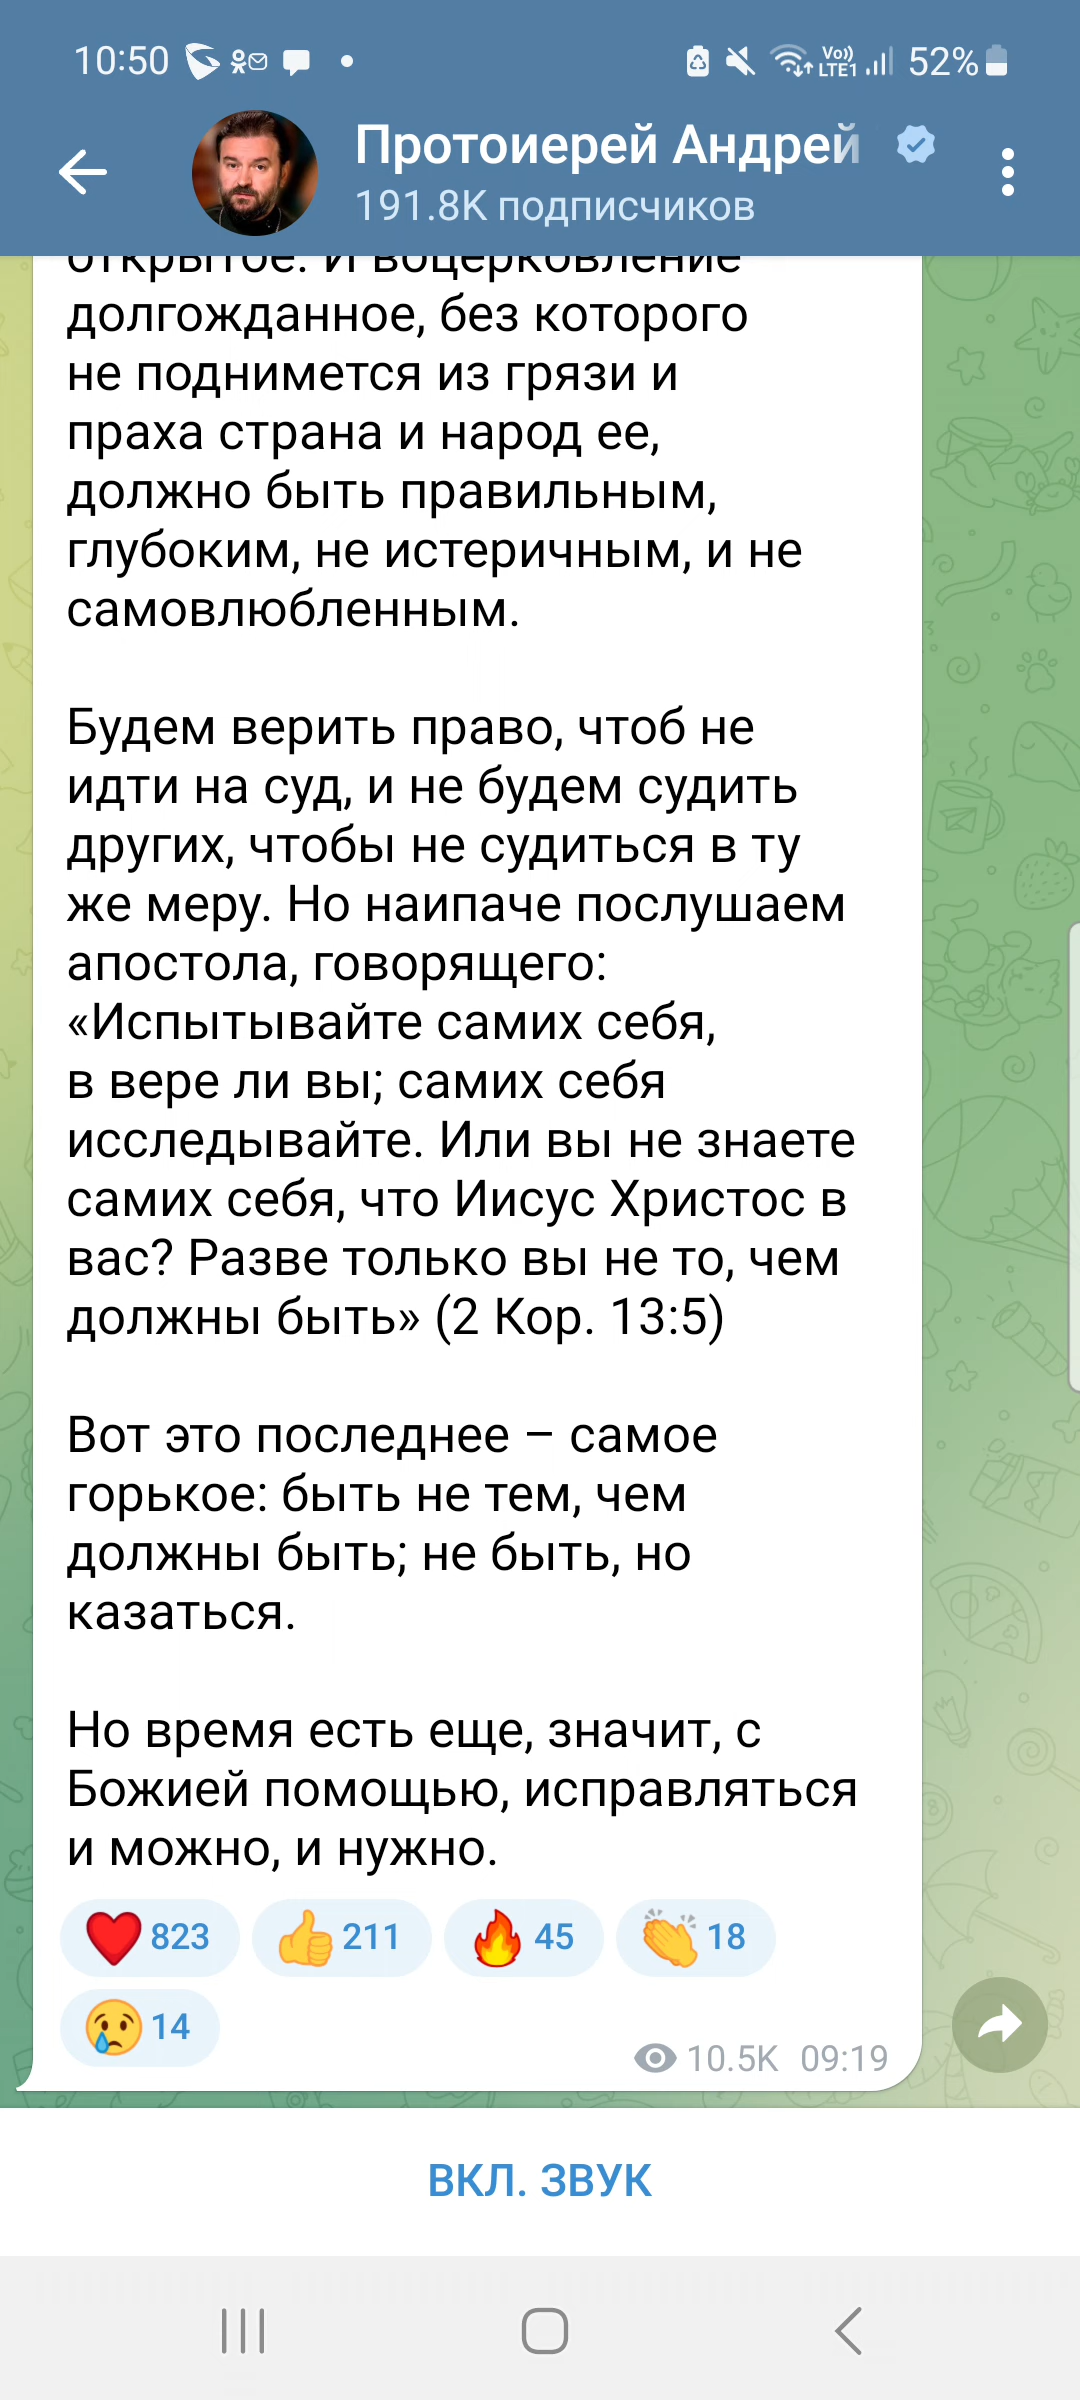 10:50
Vo)) LTE1 52%
Протоиерей Андрей
191.8K подписчиков
открытое. И воцерковление
долгожданное, без которого
не поднимется из грязи и
праха страна и народ ее,
должно быть правильным,
глубоким, не истеричным, и не
самовлюбленным.
Будем верить право, чтоб не
идти на суд, и не будем судить
других, чтобы не судиться в ту
же меру. Но наипаче послушаем
апостола, говорящего:
«Испытывайте самих себя,
в вере ли вы; самих себя
исследывайте. Или вы не знаете
самих себя, что Иисус Христос в
вас? Разве только вы не то, чем
должны быть» (2 Кор. 13:5)
Вот это последнее – самое
горькое: быть не тем, чем
должны быть; не быть, но
казаться.
Но время есть еще, значит, с
Божией помощью, исправляться
и можно, и нужно.
823 211 45 18
14
10.5K 09:19
ВКЛ. ЗВУК